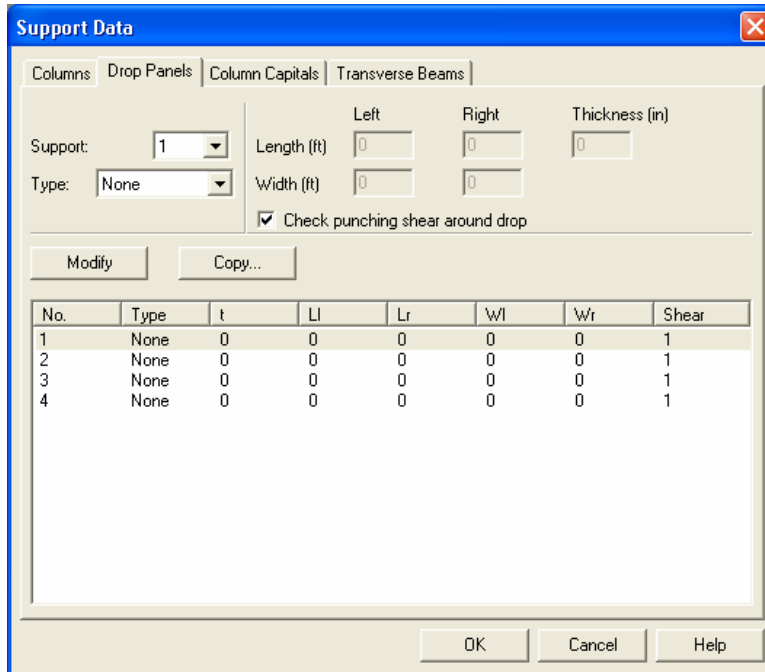 Support Data
Columns Drop Panels Column Capitals Transverse Beams
Left Right Thickness (in)
Support: 1 Length (ft) 0 0 0
Type: None Width (ft) 0 0
Check punching shear around drop
Modify Copy...
No. Type t Ll Lr Wl Wr Shear
1 None 0 0 0 0 0 1
2 None 0 0 0 0 0 1
3 None 0 0 0 0 0 1
4 None 0 0 0 0 0 1
OK Cancel Help